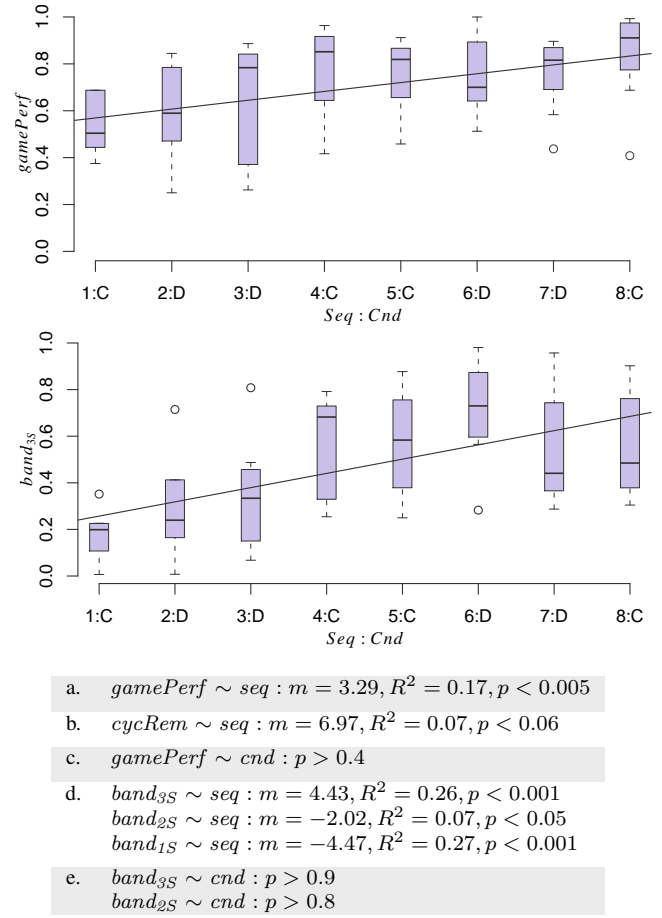 1.0
0.8
0.6
0.4
0.2
0.0
gamePerf
1:C 2:D 3:D 4:C 5:C 6:D 7:D 8:C
Seq : Cnd
1.0
0.8
0.6
0.4
0.2
0.0
band₃S
1:C 2:D 3:D 4:C 5:C 6:D 7:D 8:C
Seq : Cnd
a. gamePerf ∼ seq : m = 3.29, R² = 0.17, p < 0.005
b. cycRem ∼ seq : m = 6.97, R² = 0.07, p < 0.06
c. gamePerf ∼ cnd : p > 0.4
d. band₃S ∼ seq : m = 4.43, R² = 0.26, p < 0.001
band₂S ∼ seq : m = −2.02, R² = 0.07, p < 0.05
band₁S ∼ seq : m = −4.47, R² = 0.27, p < 0.001
e. band₃S ∼ cnd : p > 0.9
band₂S ∼ cnd : p > 0.8